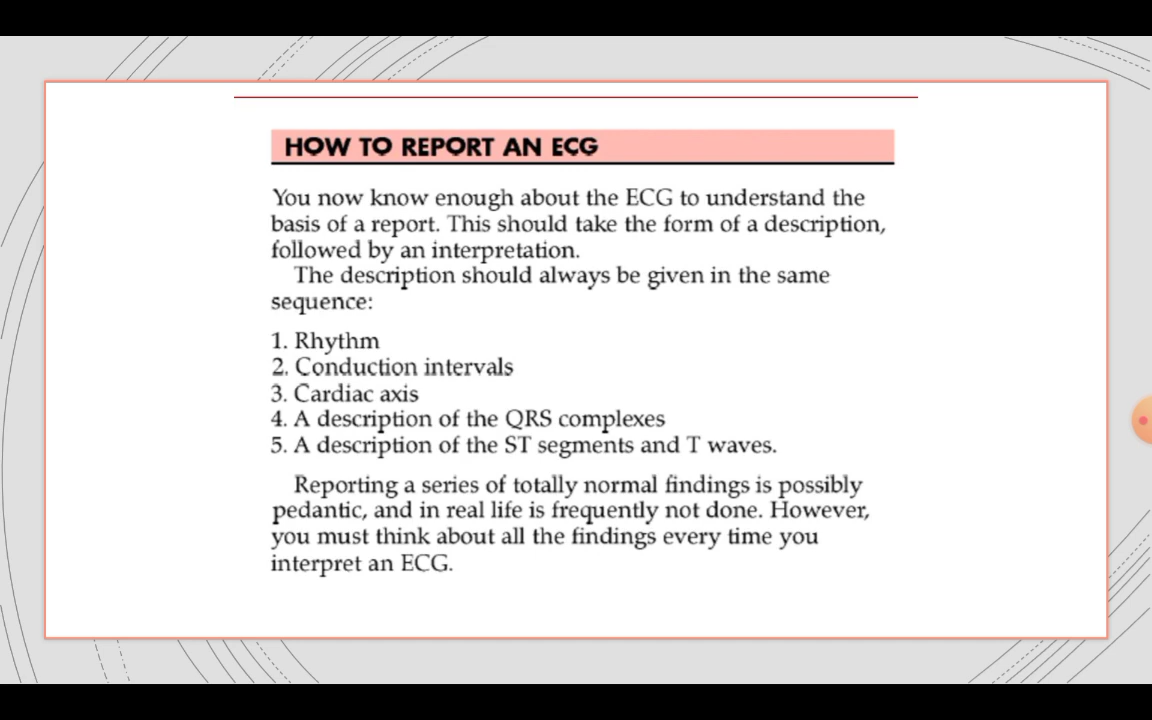 HOW TO REPORT AN ECG
You now know enough about the ECG to understand the
basis of a report. This should take the form of a description,
followed by an interpretation.
The description should always be given in the same
sequence:
1. Rhythm
2. Conduction intervals
3. Cardiac axis
4. A description of the QRS complexes
5. A description of the ST segments and T waves.
Reporting a series of totally normal findings is possibly
pedantic, and in real life is frequently not done. However,
you must think about all the findings every time you
interpret an ECG.